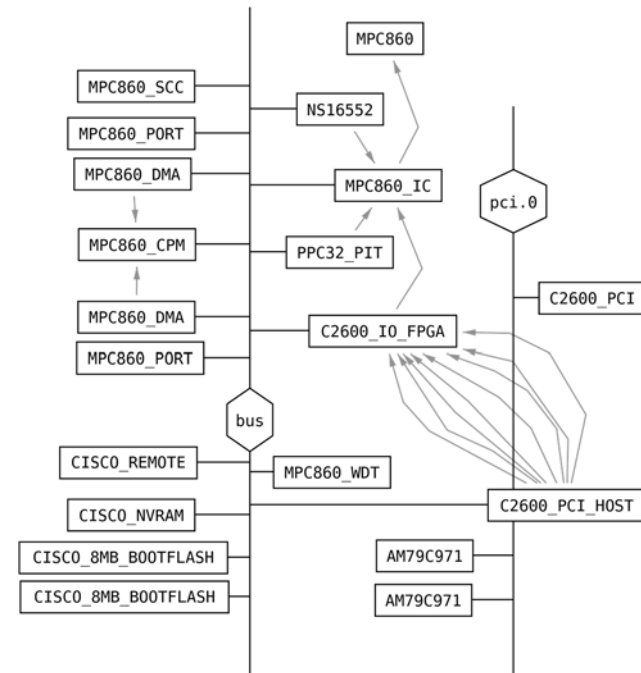 MPC860
MPC860_SCC
NS16552
MPC860_PORT
MPC860_DMA
MPC860_IC
pci.0
MPC860_CPM
PPC32_PIT
C2600_PCI
MPC860_DMA
C2600_IO_FPGA
MPC860_PORT
bus
CISCO_REMOTE
MPC860_WDT
C2600_PCI_HOST
CISCO_NVRAM
CISCO_8MB_BOOTFLASH
AM79C971
CISCO_8MB_BOOTFLASH
AM79C971